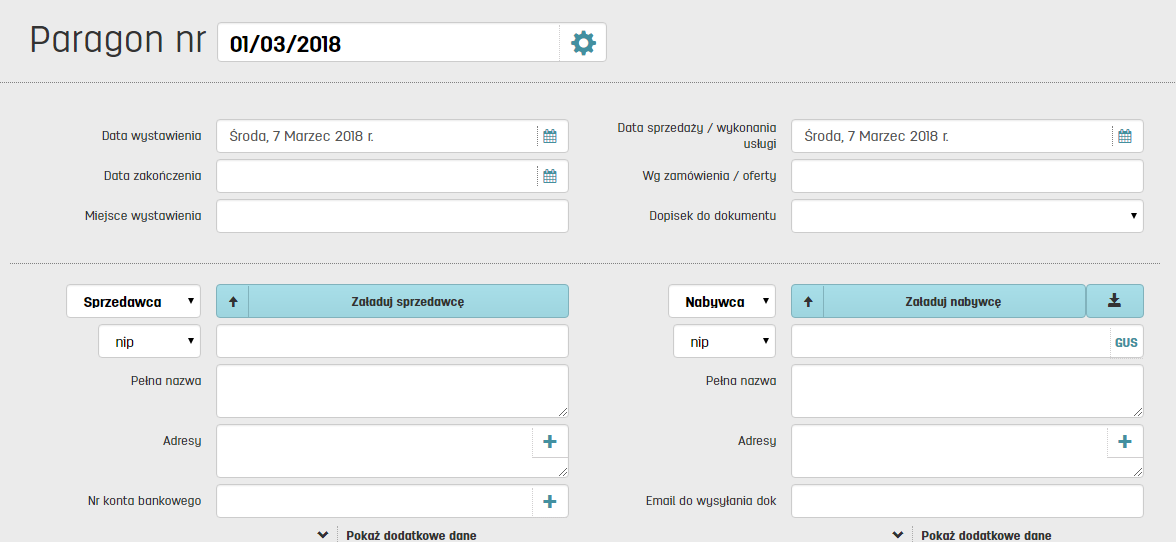 Paragon nr 01/03/2018
Data wystawienia Środa, 7 Marzec 2018 r.
Data sprzedaży / wykonania
usługi Środa, 7 Marzec 2018 r.
Data zakończenia
Wg zamówienia / oferty
Miejsce wystawienia
Dopisek do dokumentu
Sprzedawca Załaduj sprzedawcę
Nabywca Załaduj nabywcę
nip
nip GUS
Pełna nazwa
Pełna nazwa
Adresy
Adresy
Nr konta bankowego
Email do wysyłania dok
Pokaż dodatkowe dane
Pokaż dodatkowe dane